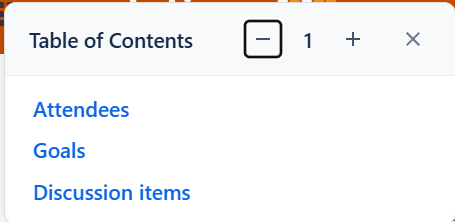 Table of Contents − 1 + ×
Attendees
Goals
Discussion items